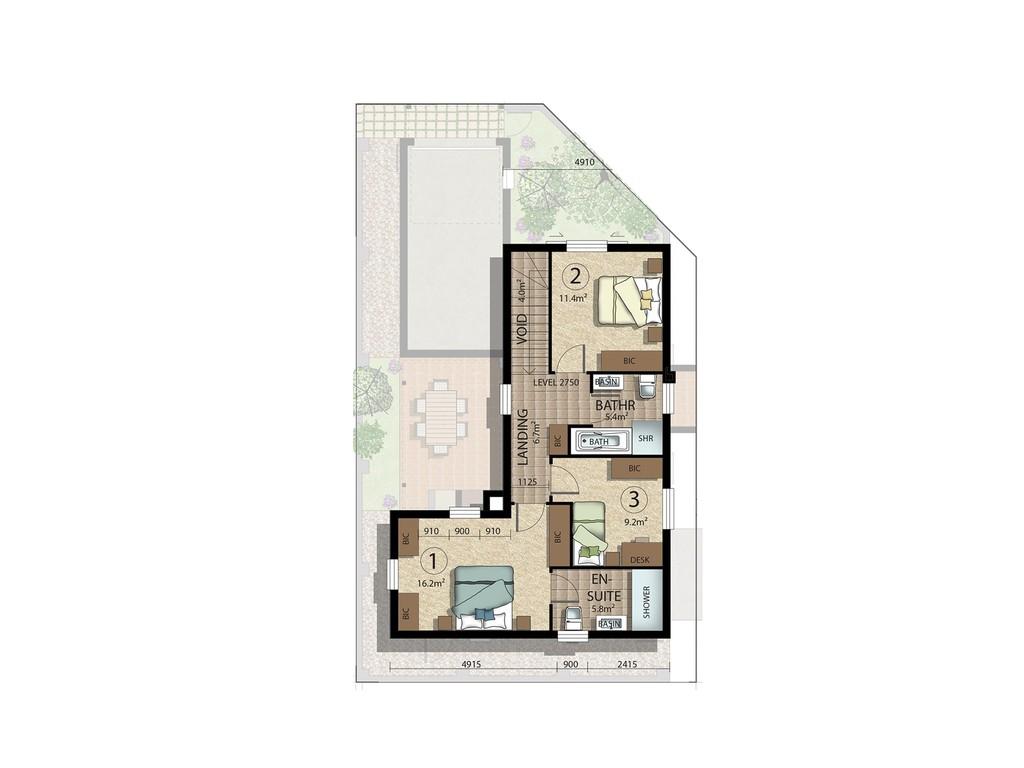 4910
2
11.4m²
4.0m²
VOID
BIC
LEVEL 2750
BASIN
BATHR
5.4m²
LANDING
6.7m²
BIC
BATH
SHR
BIC
1125
3
9.2m²
910
900
910
BIC
BIC
1
16.2m²
DESK
EN-
SUITE
5.8m²
SHOWER
BIC
BASIN
4915
900
2415